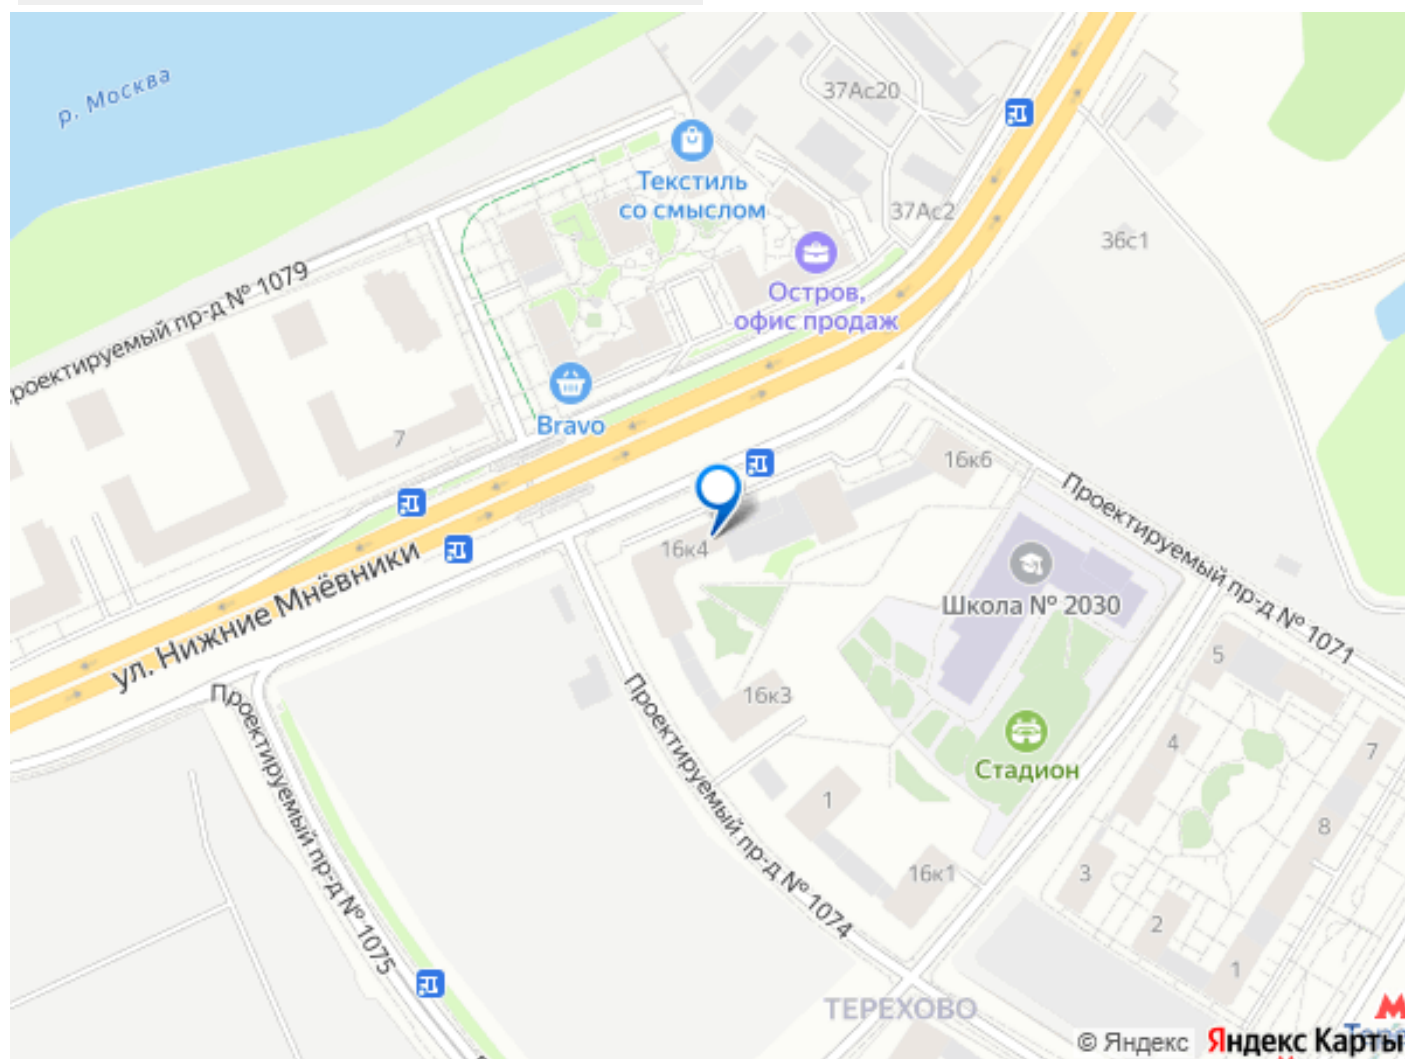 р. Москва
37Ас20
Текстиль
со смыслом
37Ас2
36с1
Остров,
офис продаж
проектируемый пр-д № 1079
Bravo
7
16к6
Проектируемый пр-д № 1071
16к4
Школа № 2030
ул. Нижние Мнёвники
5
16к3
4
7
Стадион
Проектируемый пр-д № 1075
Проектируемый пр-д № 1074
1
8
16к1
3
2
1
ТЕРЕХОВО
© Яндекс
Яндекс Карты